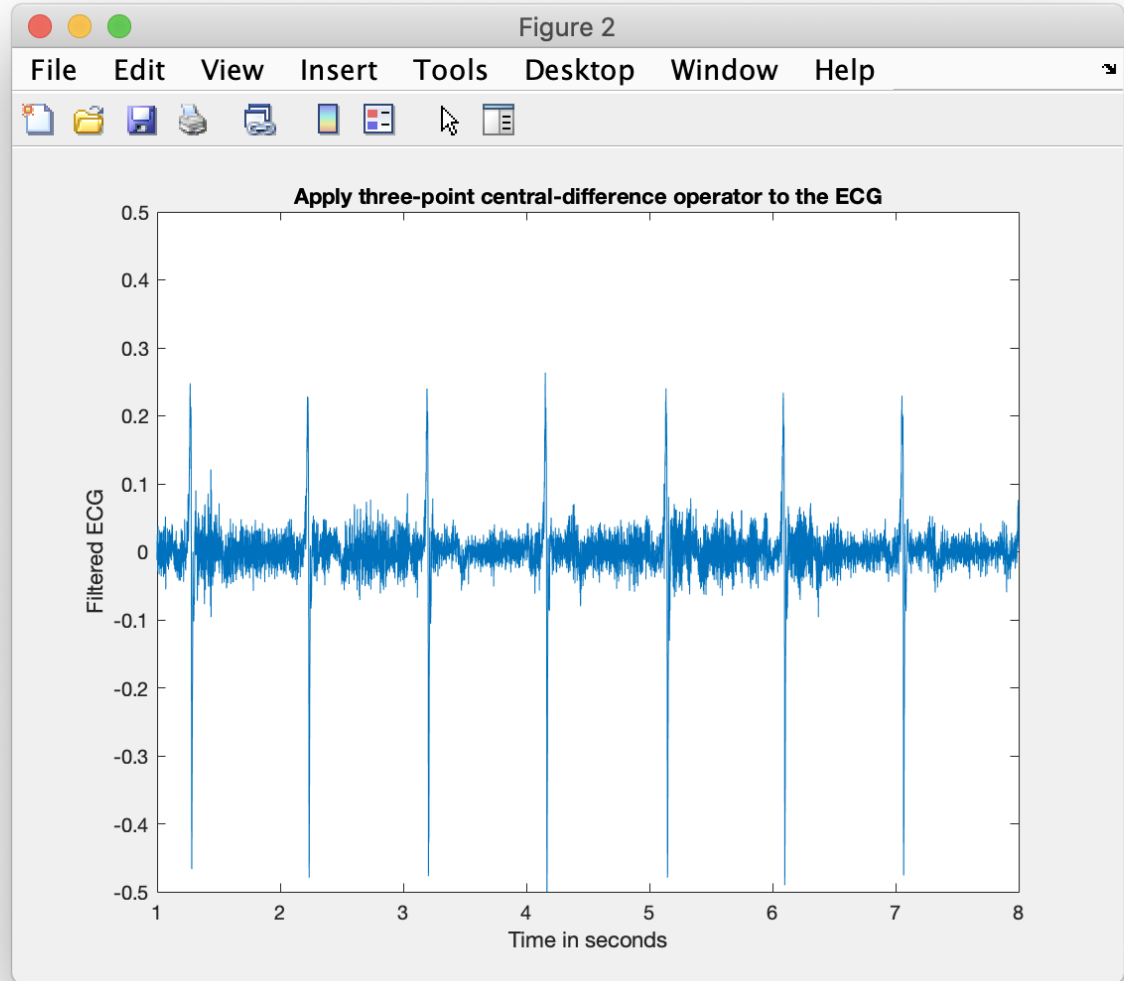 Figure 2
File Edit View Insert Tools Desktop Window Help
Apply three-point central-difference operator to the ECG
0.5
0.4
0.3
0.2
0.1
0
-0.1
-0.2
-0.3
-0.4
-0.5
Filtered ECG
1 2 3 4 5 6 7 8
Time in seconds